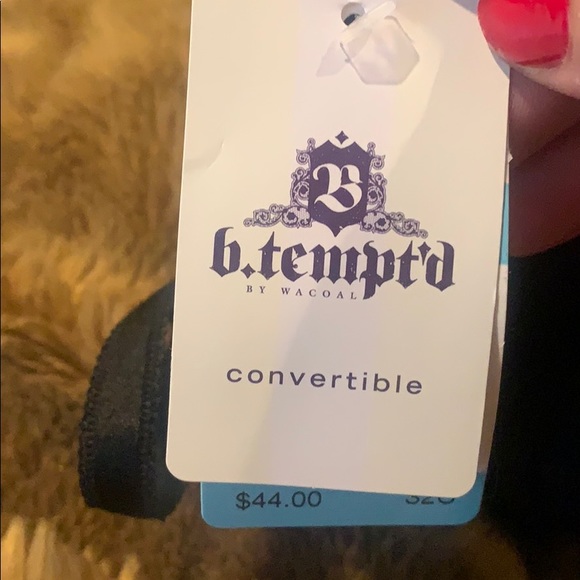 B
b.tempt'd
BY WACOAL
convertible
$44.00